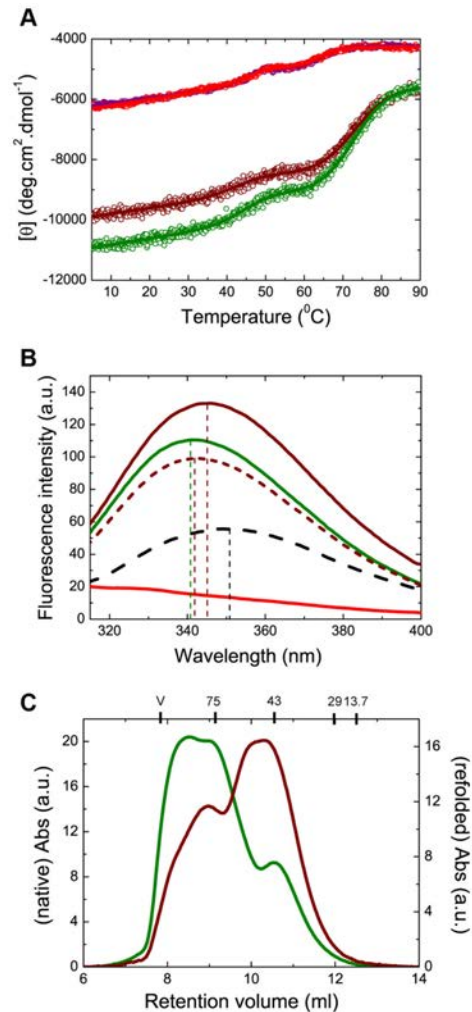 A
-4000
-6000
-8000
-10000
-12000
[θ] (deg.cm².dmol⁻¹)
10 20 30 40 50 60 70 80 90
Temperature (⁰C)
B
140
120
100
80
60
40
20
0
Fluorescence intensity (a.u.)
320 340 360 380 400
Wavelength (nm)
C
V 75 43 29 13.7
20
16
12
8
4
0
(native) Abs (a.u.)
16
12
8
4
0
(refolded) Abs (a.u.)
6 8 10 12 14
Retention volume (ml)